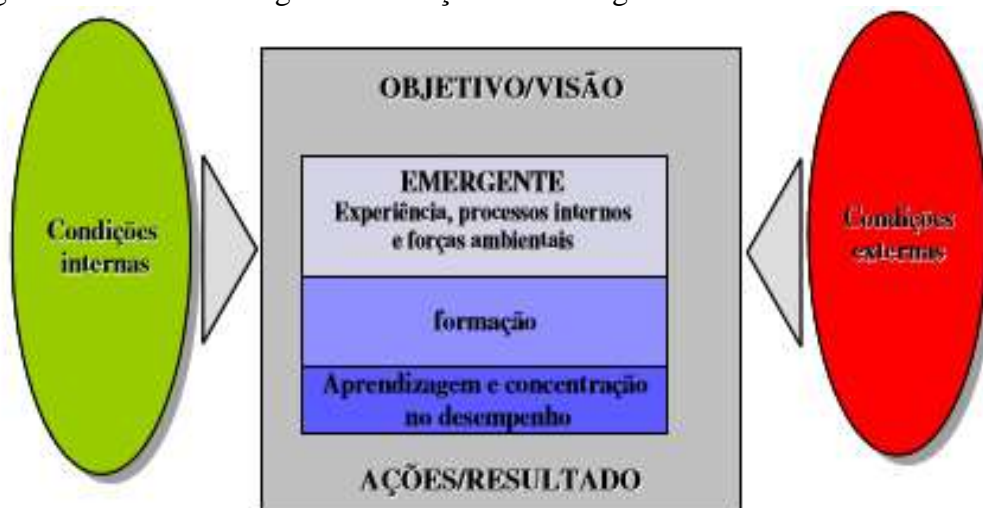 OBJETIVO/VISÃO
EMERGENTE
Experiência, processos internos
e forças ambientais
Condições
internas
Condições
externas
formação
Aprendizagem e concentração
no desempenho
AÇÕES/RESULTADO